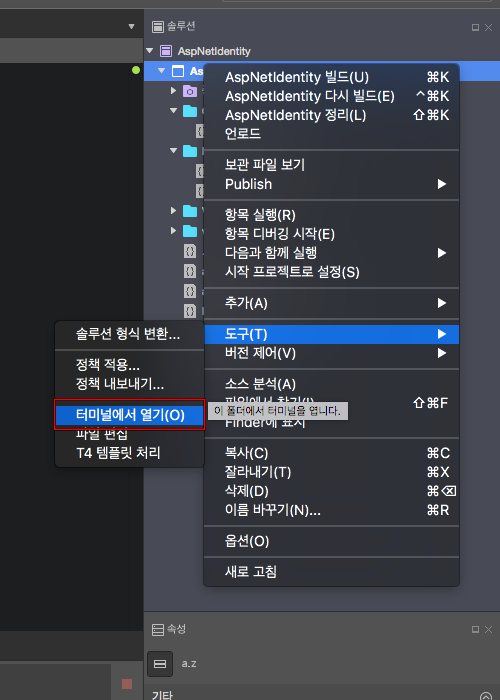 솔루션
AspNetIdentity
As
AspNetIdentity 빌드(U) ⌘K
AspNetIdentity 다시 빌드(E) ^⌘K
AspNetIdentity 정리(L) ⇧⌘K
언로드
보관 파일 보기
Publish
항목 실행(R)
항목 디버깅 시작(E)
다음과 함께 실행
시작 프로젝트로 설정(S)
추가(A)
도구(T)
버전 제어(V)
소스 분석(A)
파일에서 찾기(I) ⇧⌘F
Finder에 표시
복사(C) ⌘C
잘라내기(T) ⌘X
삭제(D) ⌘⌫
이름 바꾸기(N)... ⌘R
옵션(O)
새로 고침
솔루션 형식 변환...
정책 적용...
정책 내보내기...
터미널에서 열기(O)
이 폴더에서 터미널을 엽니다.
파일 편집
T4 템플릿 처리
속성
a.z
기타